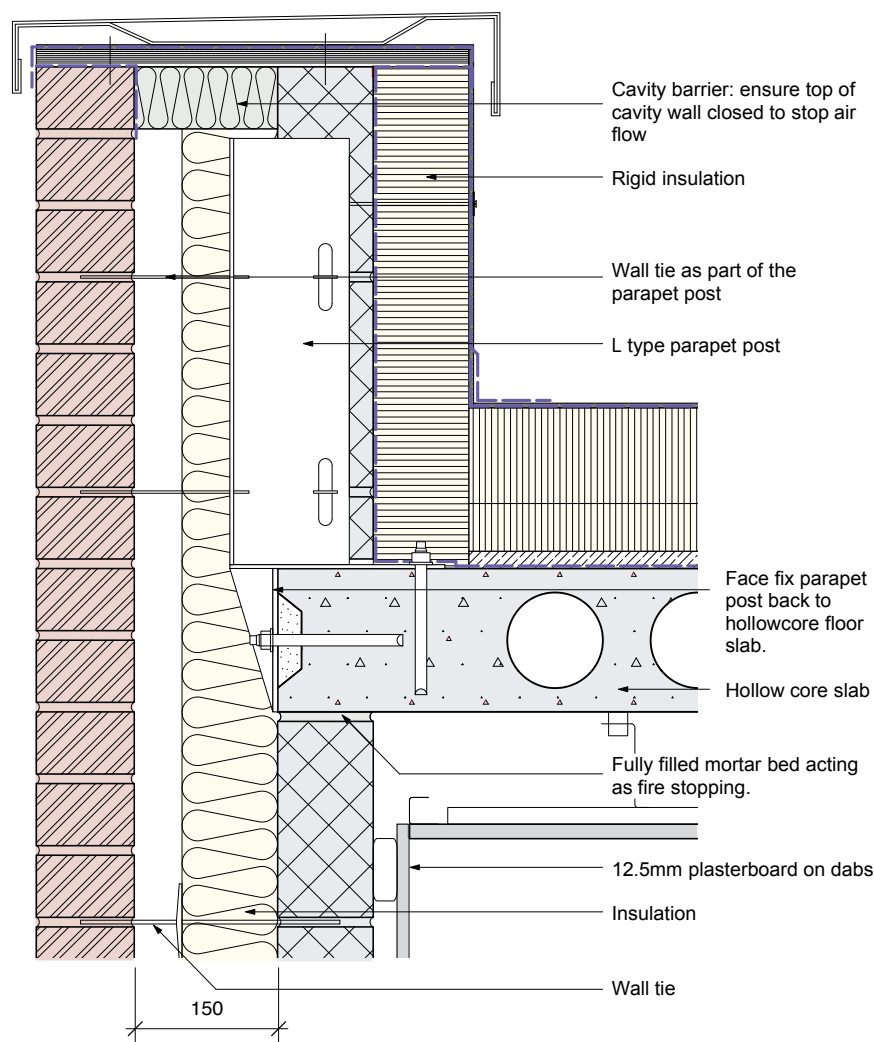 Cavity barrier: ensure top of
cavity wall closed to stop air
flow
Rigid insulation
Wall tie as part of the
parapet post
L type parapet post
Face fix parapet
post back to
hollowcore floor
slab.
Hollow core slab
Fully filled mortar bed acting
as fire stopping.
12.5mm plasterboard on dabs
Insulation
Wall tie
150